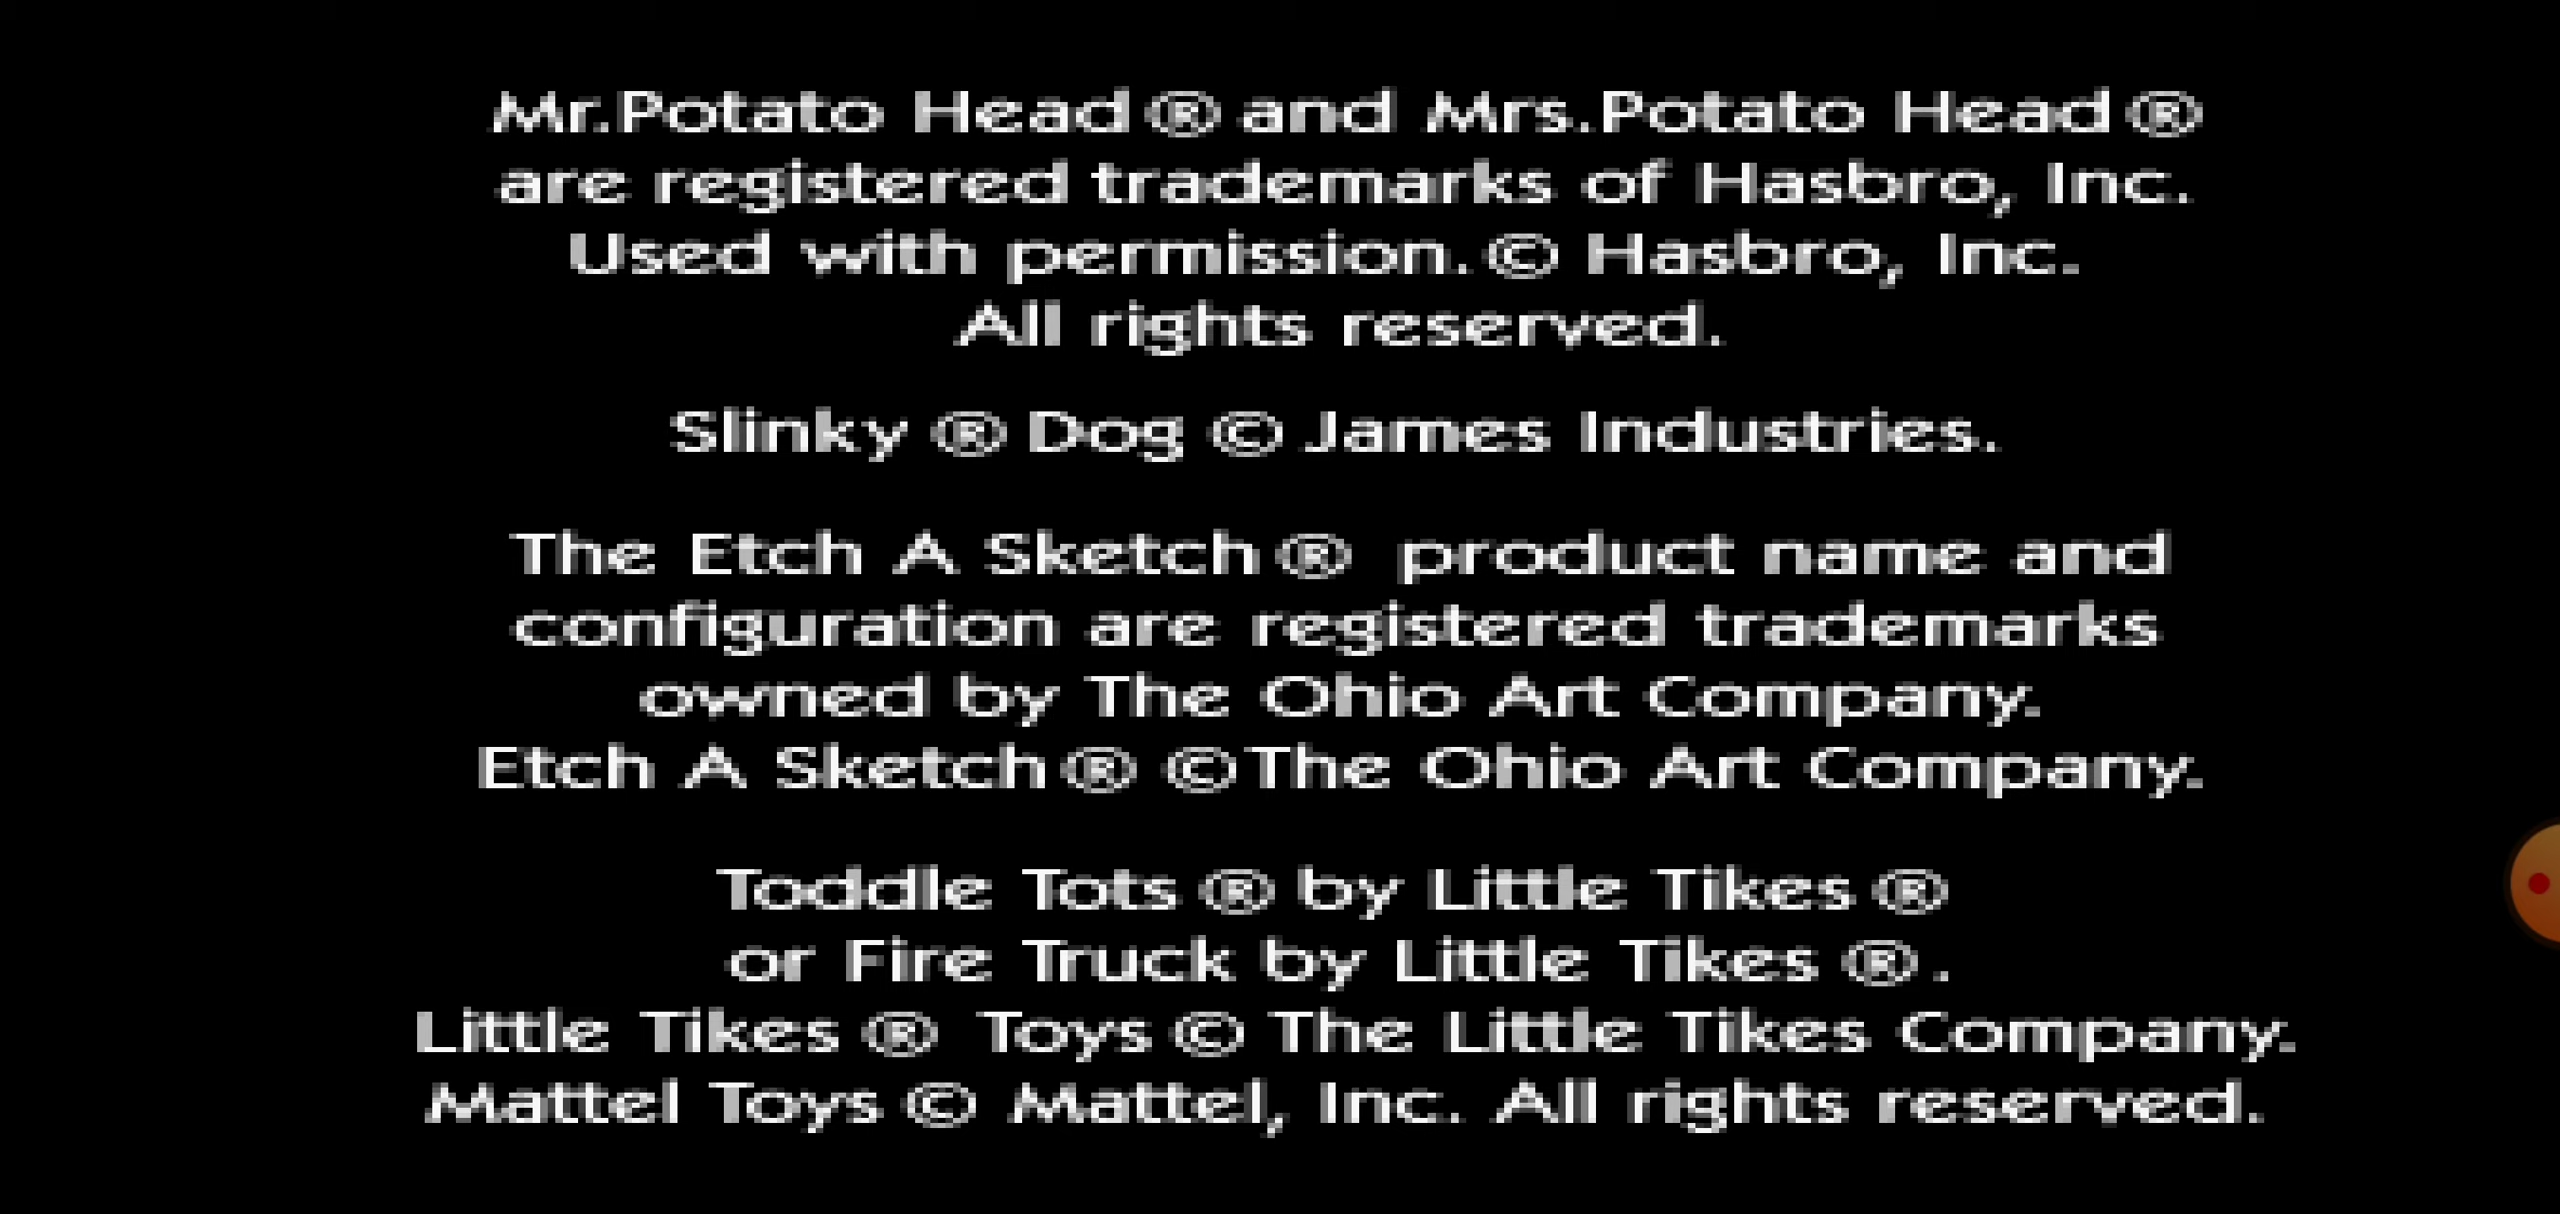 Mr.Potato Head® and Mrs.Potato Head®
are registered trademarks of Hasbro, Inc.
Used with permission.© Hasbro, Inc.
All rights reserved.
Slinky ® Dog © James Industries.
The Etch A Sketch® product name and
configuration are registered trademarks
owned by The Ohio Art Company.
Etch A Sketch® ©The Ohio Art Company.
Toddle Tots ® by Little Tikes ®
or Fire Truck by Little Tikes ®.
Little Tikes ® Toys © The Little Tikes Company.
Mattel Toys © Mattel, Inc. All rights reserved.